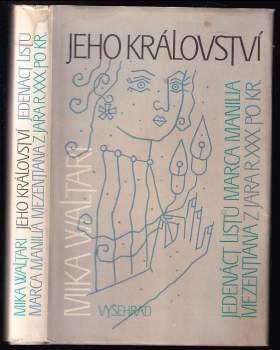 JEHO KRÁLOVSTVÍ
MIKA WALTARI
JEDENÁCT LISTŮ MARCA MANILIA
MEZENTIANA Z JARA R. XXX PO KR.
VYŠEHRAD
MIKA WALTARI JEHO KRÁLOVSTVÍ JEDENÁCT LISTŮ
MARCA MANILIA MEZENTIANA Z JARA R. XXX PO KR.